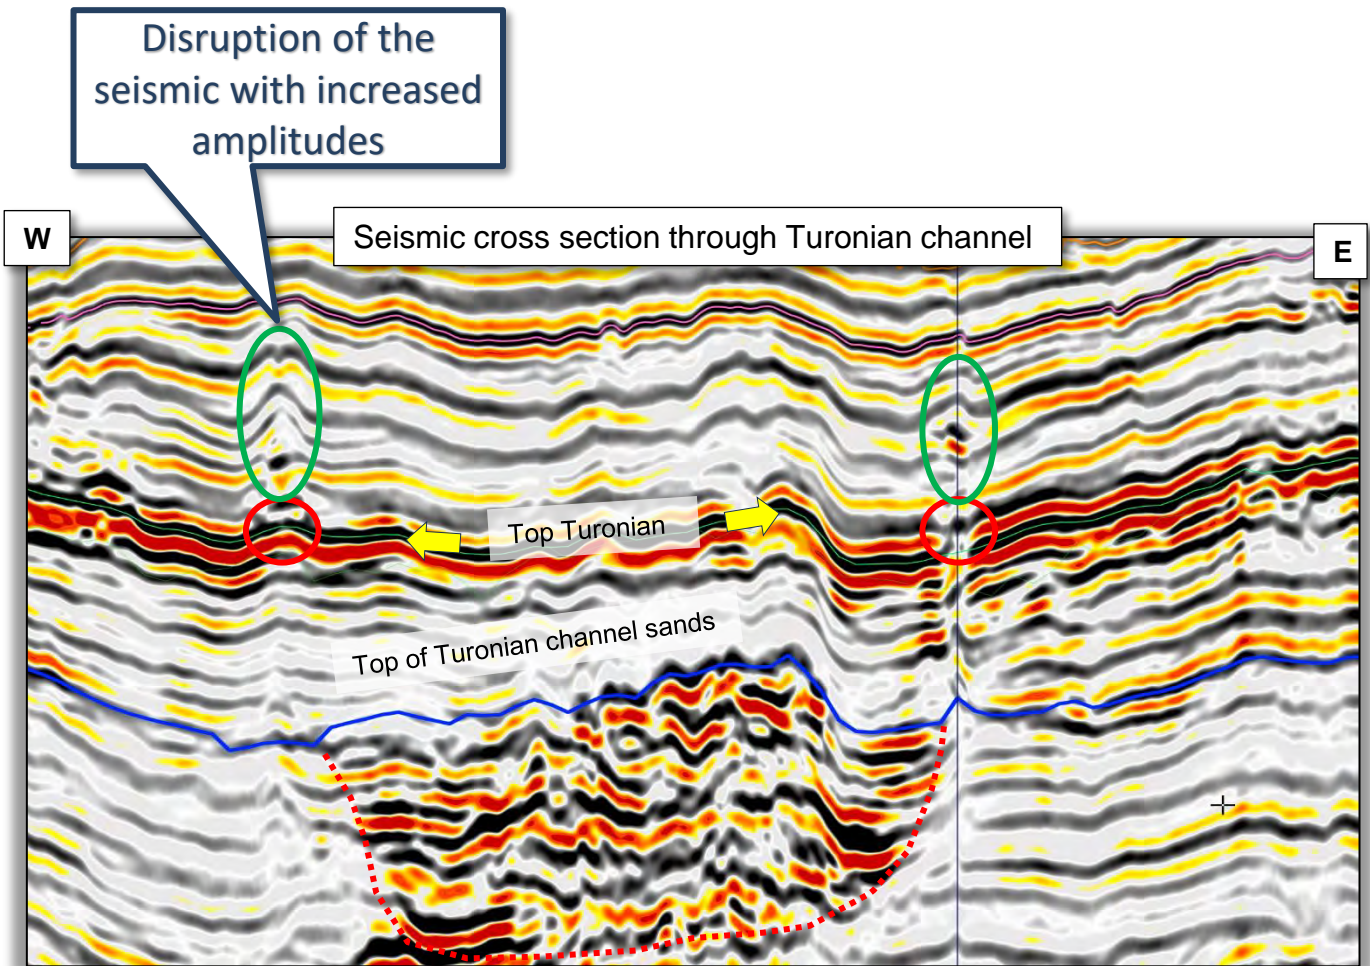 Disruption of the
seismic with increased
amplitudes
W
Seismic cross section through Turonian channel
E
Top Turonian
Top of Turonian channel sands